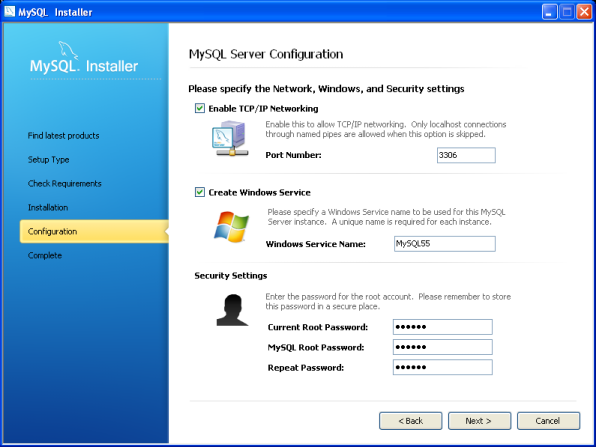 MySQL Installer
MySQL. Installer
Find latest products
Setup Type
Check Requirements
Installation
Configuration
Complete
MySQL Server Configuration
Please specify the Network, Windows, and Security settings
Enable TCP/IP Networking
Enable this to allow TCP/IP networking. Only localhost connections
through named pipes are allowed when this option is skipped.
Port Number: 3306
Create Windows Service
Please specify a Windows Service name to be used for this MySQL
Server instance. A unique name is required for each instance.
Windows Service Name: MySQL55
Security Settings
Enter the password for the root account. Please remember to store
this password in a secure place.
Current Root Password: ●●●●●●
MySQL Root Password: ●●●●●●
Repeat Password: ●●●●●●
< Back Next > Cancel